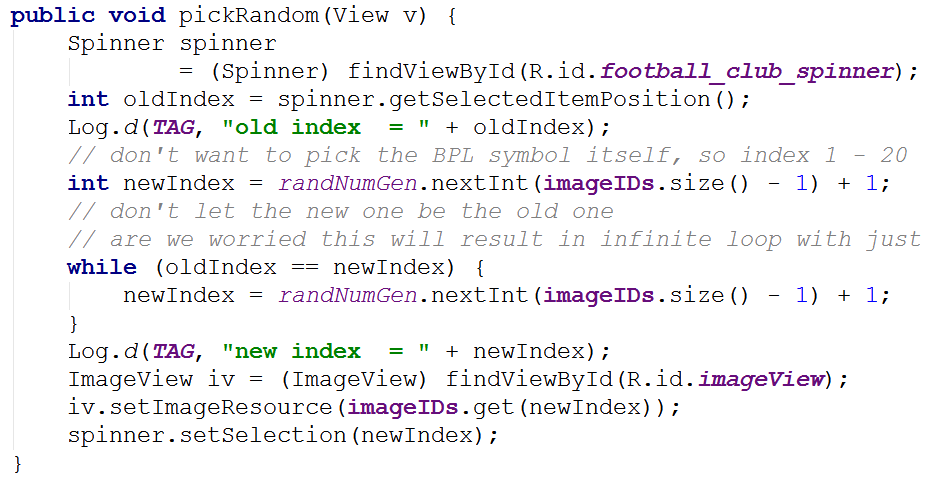 public void pickRandom(View v) {
    Spinner spinner
            = (Spinner) findViewById(R.id.football_club_spinner);
    int oldIndex = spinner.getSelectedItemPosition();
    Log.d(TAG, "old index  = " + oldIndex);
    // don't want to pick the BPL symbol itself, so index 1 - 20
    int newIndex = randNumGen.nextInt(imageIDs.size() - 1) + 1;
    // don't let the new one be the old one
    // are we worried this will result in infinite loop with just
    while (oldIndex == newIndex) {
        newIndex = randNumGen.nextInt(imageIDs.size() - 1) + 1;
    }
    Log.d(TAG, "new index  = " + newIndex);
    ImageView iv = (ImageView) findViewById(R.id.imageView);
    iv.setImageResource(imageIDs.get(newIndex));
    spinner.setSelection(newIndex);
}